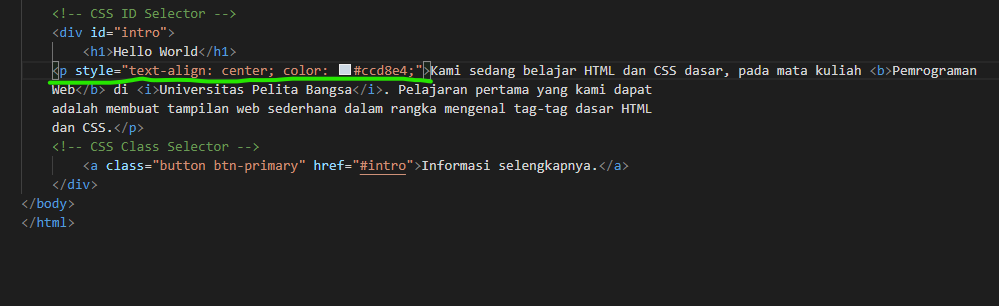 <!-- CSS ID Selector -->
<div id="intro">
<h1>Hello World</h1>
<p style="text-align: center; color: #ccd8e4;">Kami sedang belajar HTML dan CSS dasar, pada mata kuliah <b>Pemrograman
Web</b> di <i>Universitas Pelita Bangsa</i>. Pelajaran pertama yang kami dapat
adalah membuat tampilan web sederhana dalam rangka mengenal tag-tag dasar HTML
dan CSS.</p>
<!-- CSS Class Selector -->
<a class="button btn-primary" href="#intro">Informasi selengkapnya.</a>
</div>
</body>
</html>